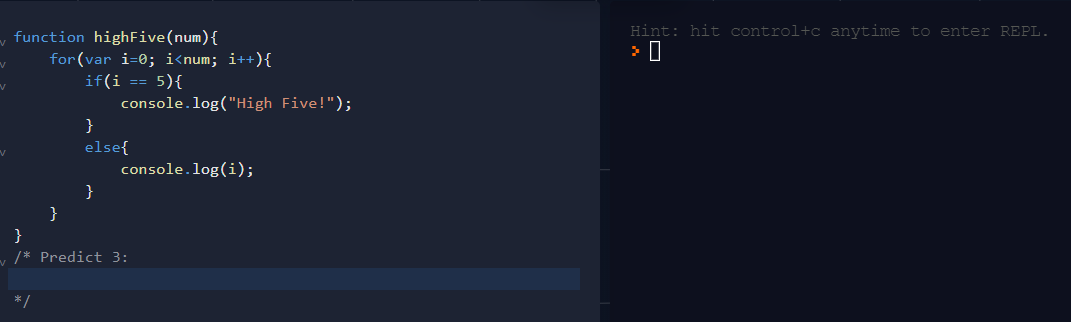 function highFive(num){
    for(var i=0; i<num; i++){
        if(i == 5){
            console.log("High Five!");
        }
        else{
            console.log(i);
        }
    }
}
/* Predict 3:

*/
Hint: hit control+c anytime to enter REPL.
>